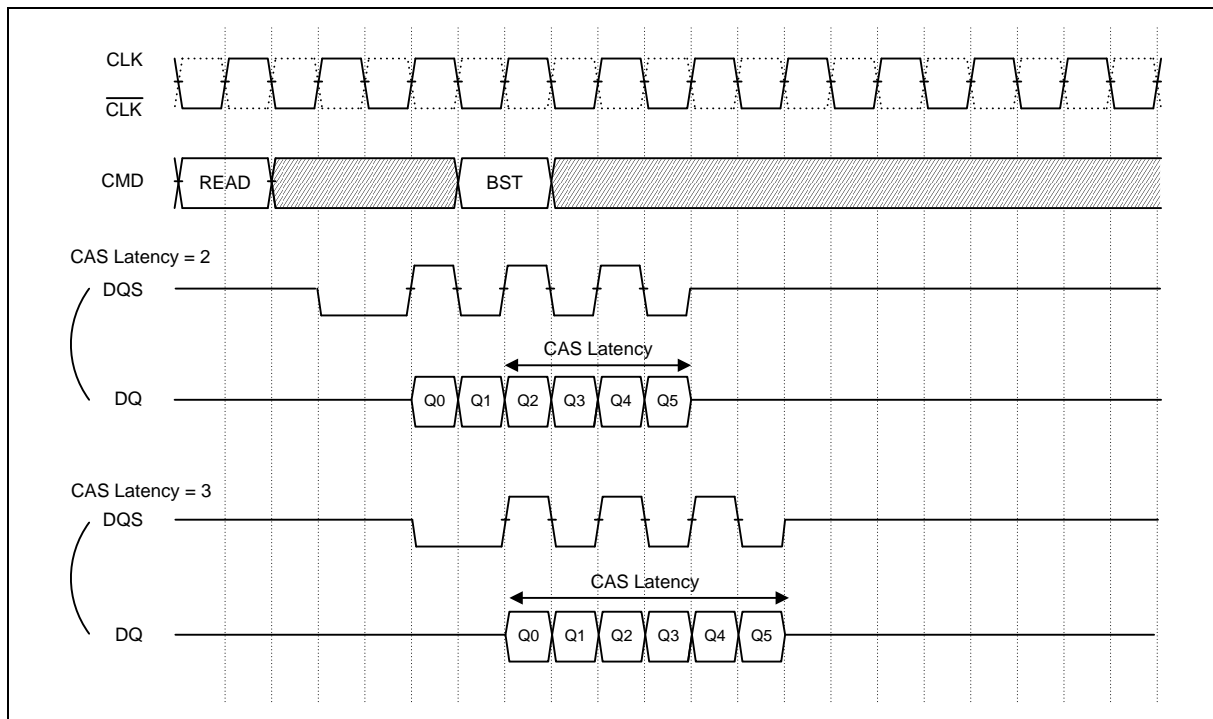 CLK
CLK
CMD READ BST
CAS Latency = 2
DQS
CAS Latency
DQ Q0 Q1 Q2 Q3 Q4 Q5
CAS Latency = 3
DQS
CAS Latency
DQ Q0 Q1 Q2 Q3 Q4 Q5